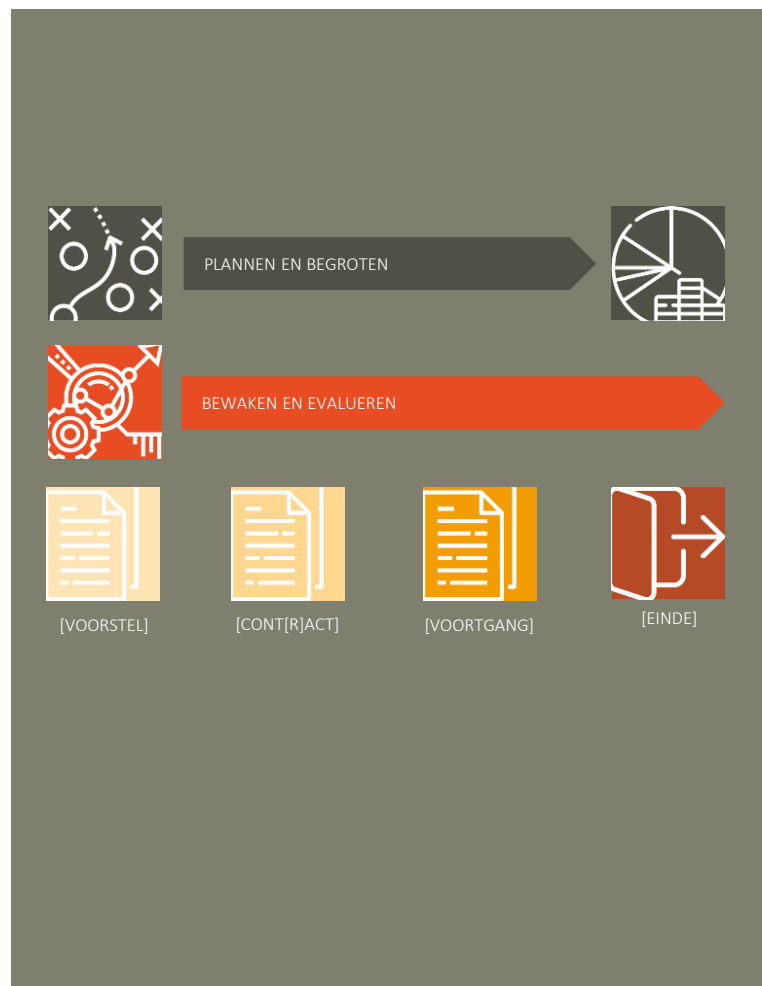 PLANNEN EN BEGROTEN
BEWAKEN EN EVALUEREN
[VOORSTEL]
[CONT[R]ACT]
[VOORTGANG]
[EINDE]